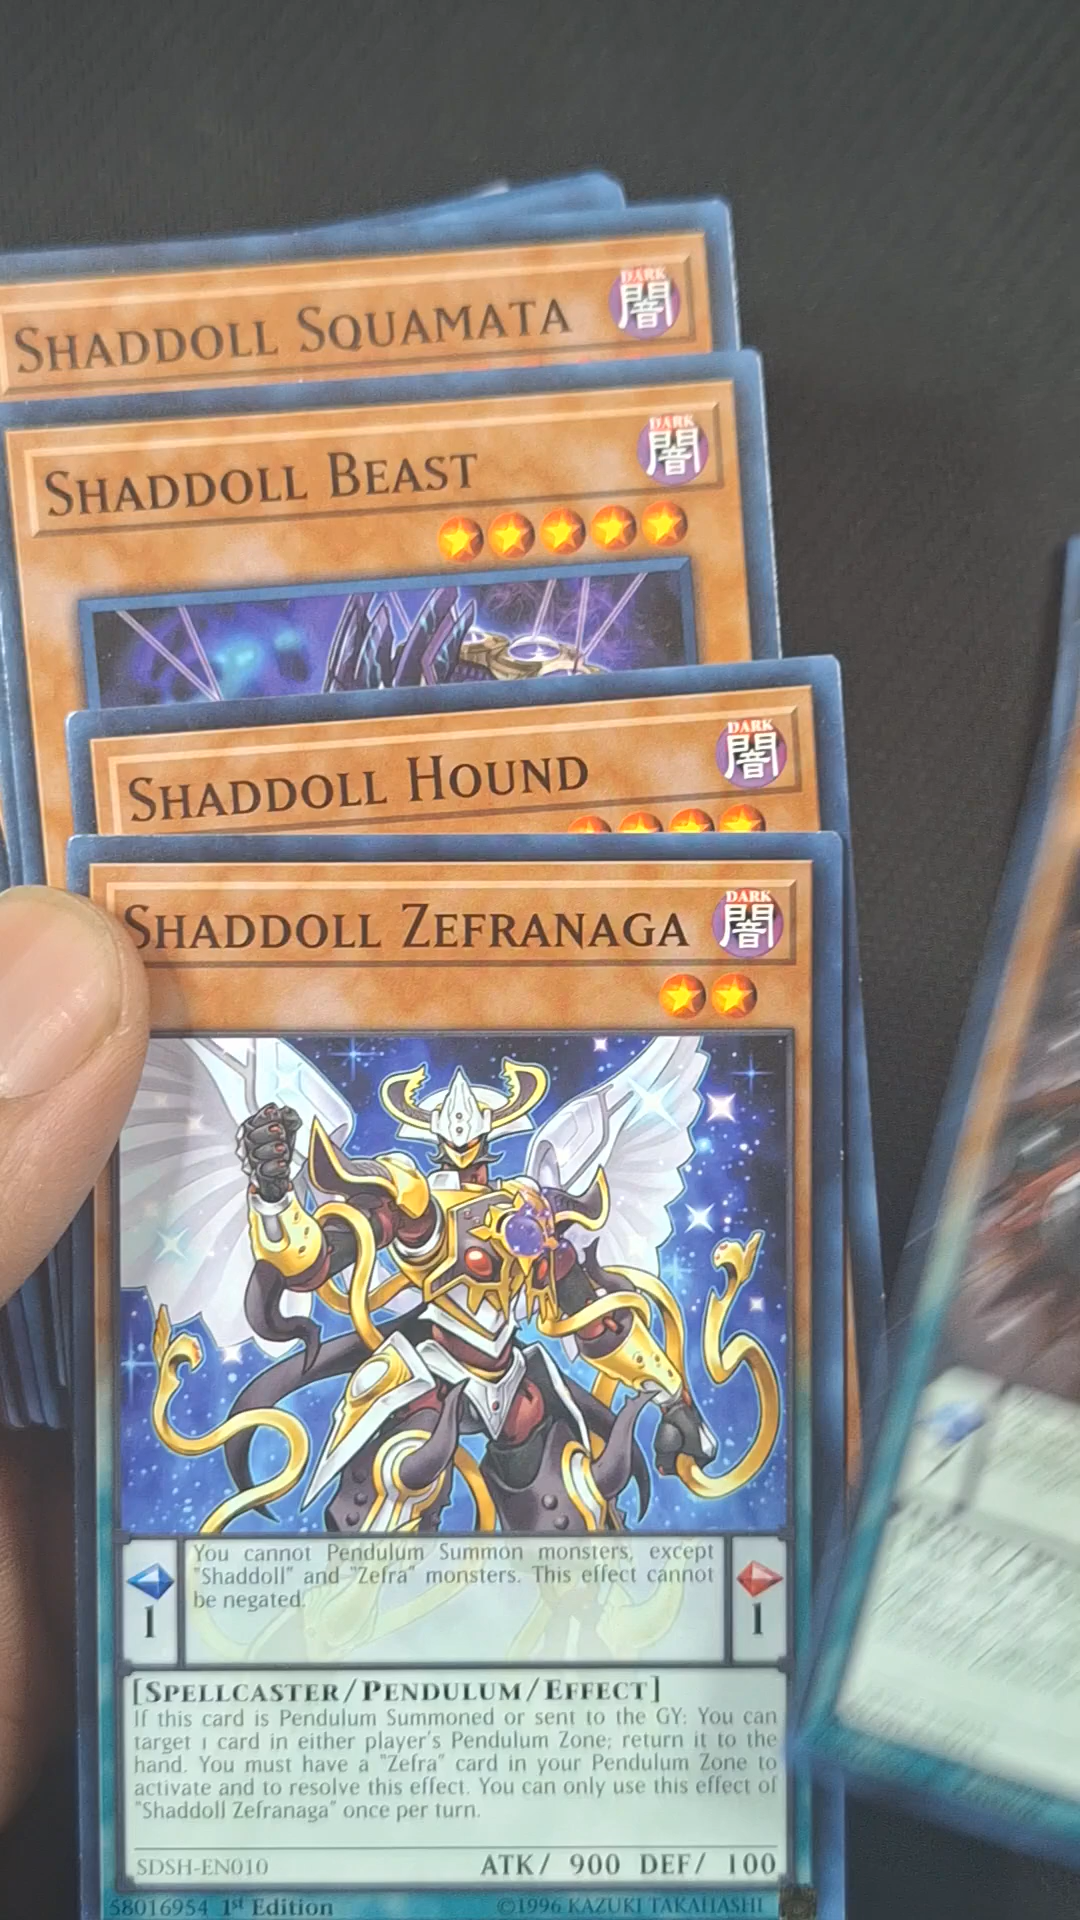 DARK
闇
SHADDOLL SQUAMATA
DARK
闇
SHADDOLL BEAST
DARK
闇
SHADDOLL HOUND
DARK
闇
SHADDOLL ZEFRANAGA
You cannot Pendulum Summon monsters, except
"Shaddoll" and "Zefra" monsters. This effect cannot
be negated.
1
1
[SPELLCASTER/PENDULUM/EFFECT]
If this card is Pendulum Summoned or sent to the GY: You can
target 1 card in either player's Pendulum Zone; return it to the
hand. You must have a "Zefra" card in your Pendulum Zone to
activate and to resolve this effect. You can only use this effect of
"Shaddoll Zefranaga" once per turn.
SDSH-EN010
ATK/ 900 DEF/ 100
58016954 1st Edition
©1996 KAZUKI TAKAHASHI